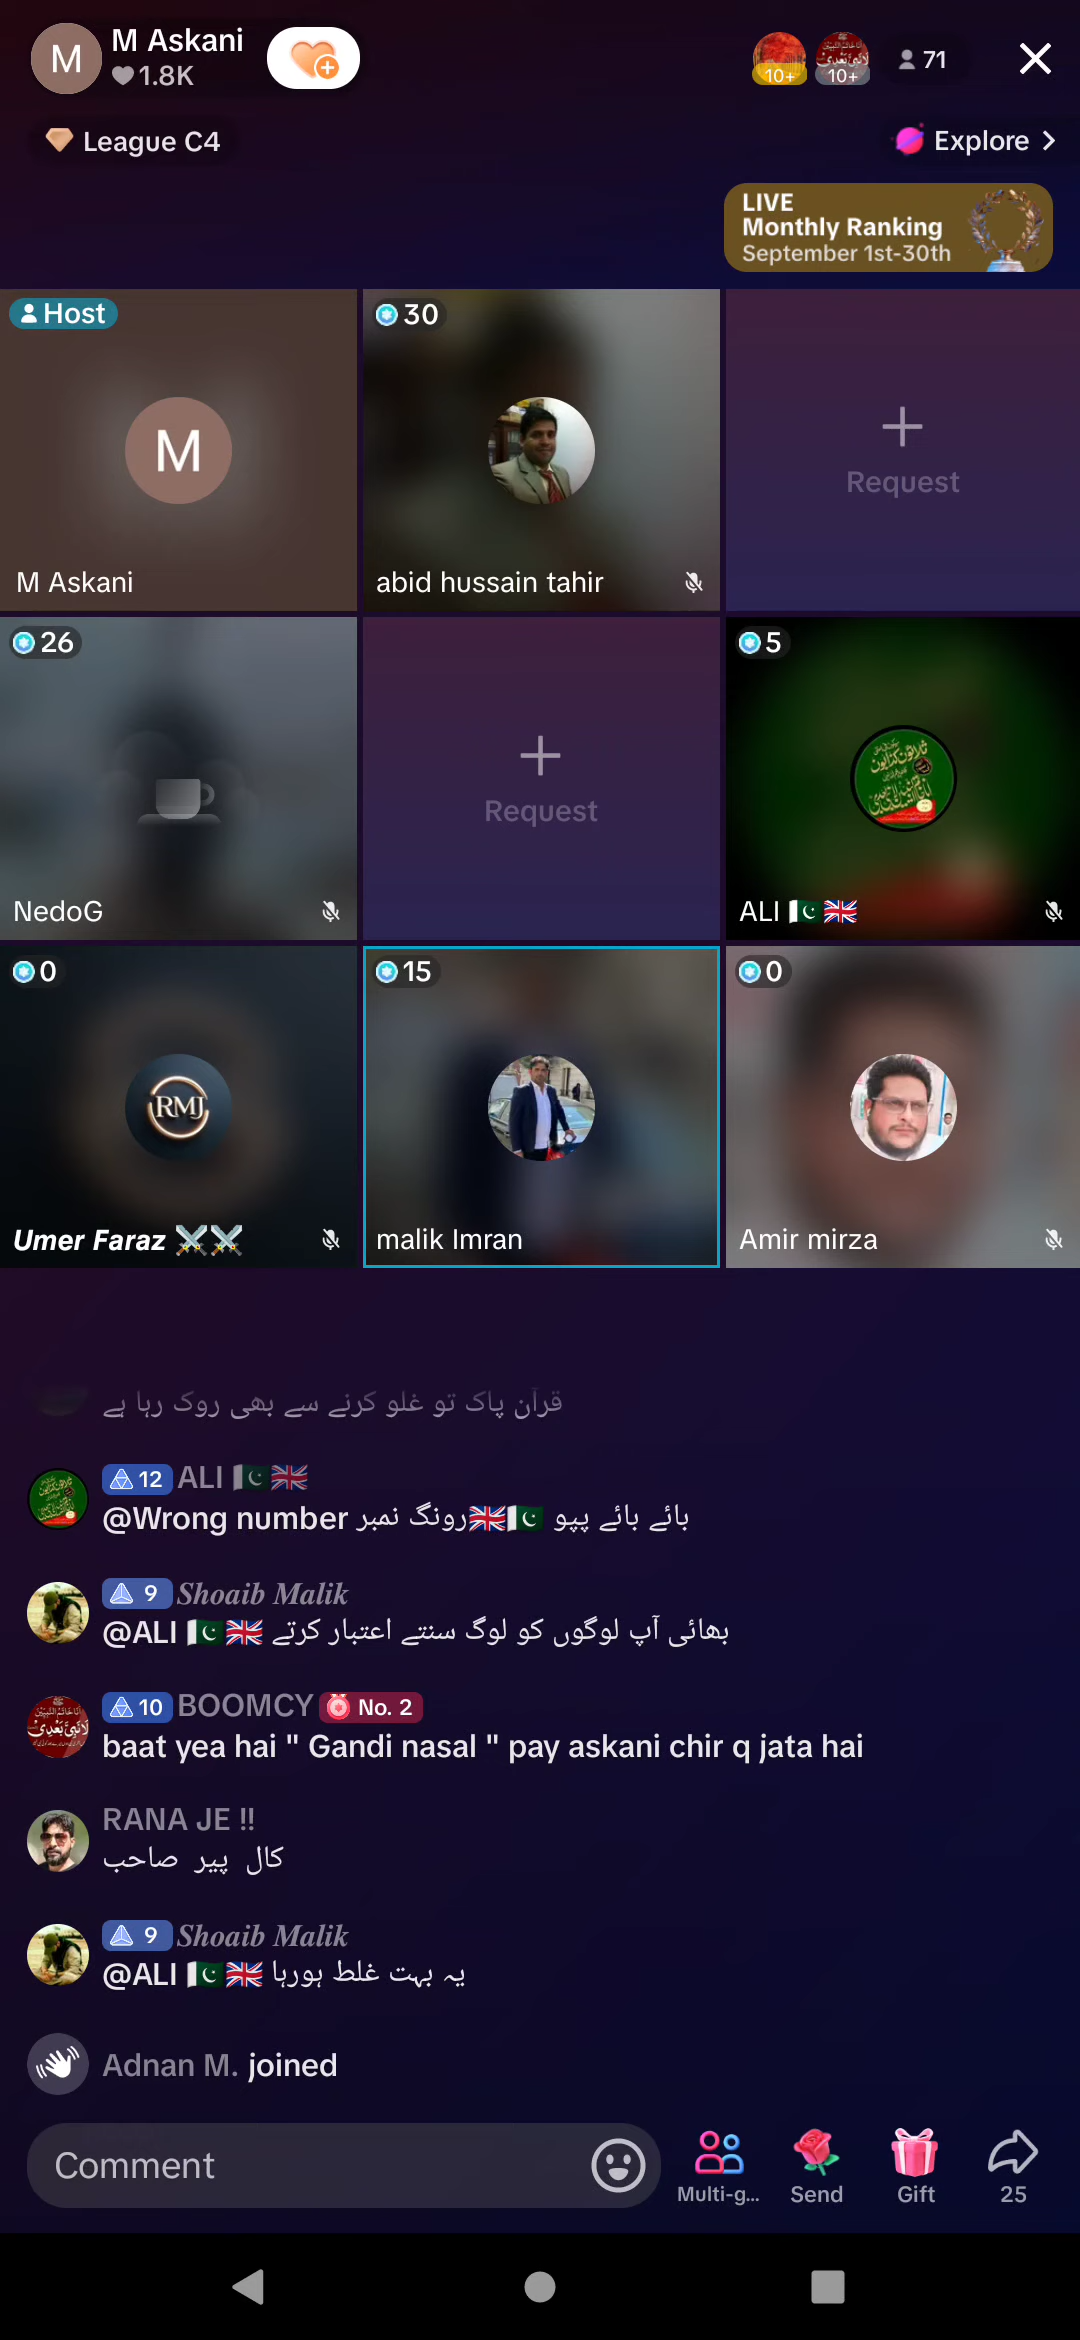 M Askani
1.8K
10+
10+
71
League C4
Explore
LIVE
Monthly Ranking
September 1st-30th
Host
M
M Askani
30
abid hussain tahir
Request
26
NedoG
Request
5
ALI 🇵🇰🇬🇧
0
RMJ
Umer Faraz ⚔️⚔️
15
malik Imran
0
Amir mirza
قرآن پاک تو غلو کرنے سے بھی روک رہا ہے
12 ALI 🇵🇰🇬🇧
@Wrong number رونگ نمبر🇬🇧🇵🇰 بائے بائے پپو
9 Shoaib Malik
@ALI 🇵🇰🇬🇧 بھائی آپ لوگوں کو لوگ سنتے اعتبار کرتے
10 BOOMCY No. 2
baat yea hai " Gandi nasal " pay askani chir q jata hai
RANA JE !!
کال پیر صاحب
9 Shoaib Malik
@ALI 🇵🇰🇬🇧 یہ بہت غلط ہورہا
Adnan M. joined
Comment
Multi-g...
Send
Gift
25